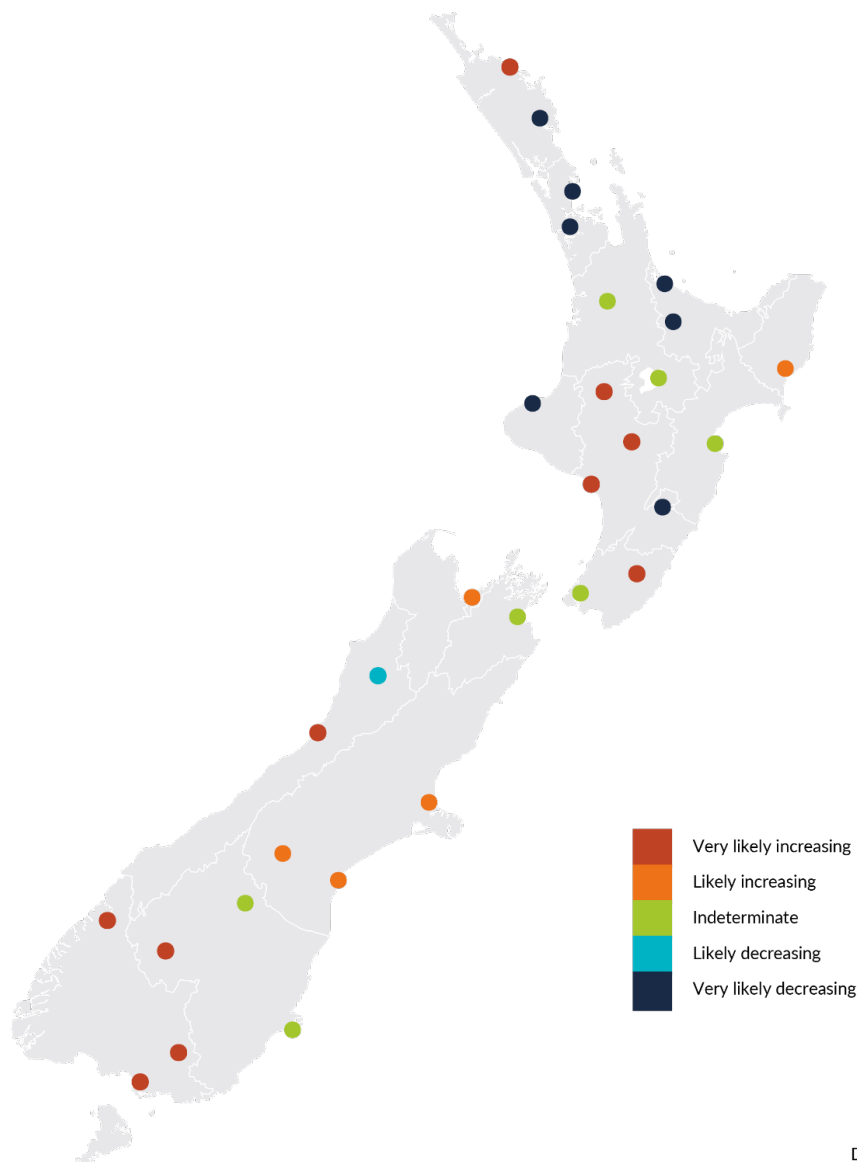 Very likely increasing
Likely increasing
Indeterminate
Likely decreasing
Very likely decreasing
D